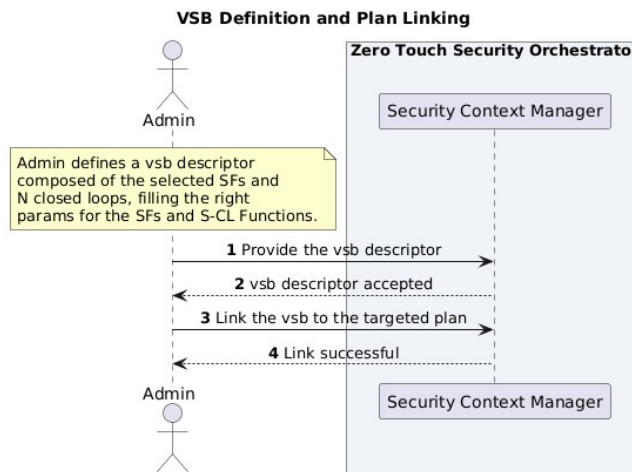 VSB Definition and Plan Linking
Zero Touch Security Orchestrato
Admin
Security Context Manager
Admin defines a vsb descriptor
composed of the selected SFs and
N closed loops, filling the right
params for the SFs and S-CL Functions.
1 Provide the vsb descriptor
2 vsb descriptor accepted
3 Link the vsb to the targeted plan
4 Link successful
Admin
Security Context Manager